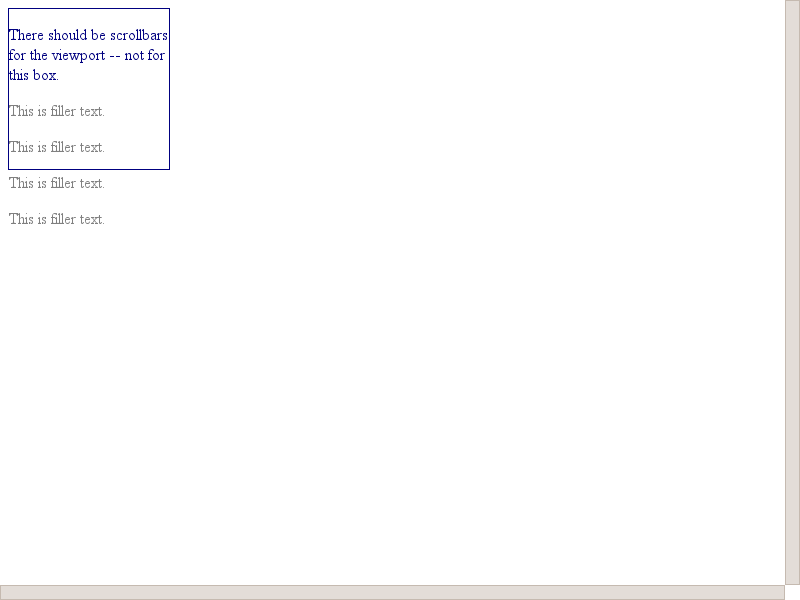 There should be scrollbars
for the viewport -- not for
this box.
This is filler text.
This is filler text.
This is filler text.
This is filler text.